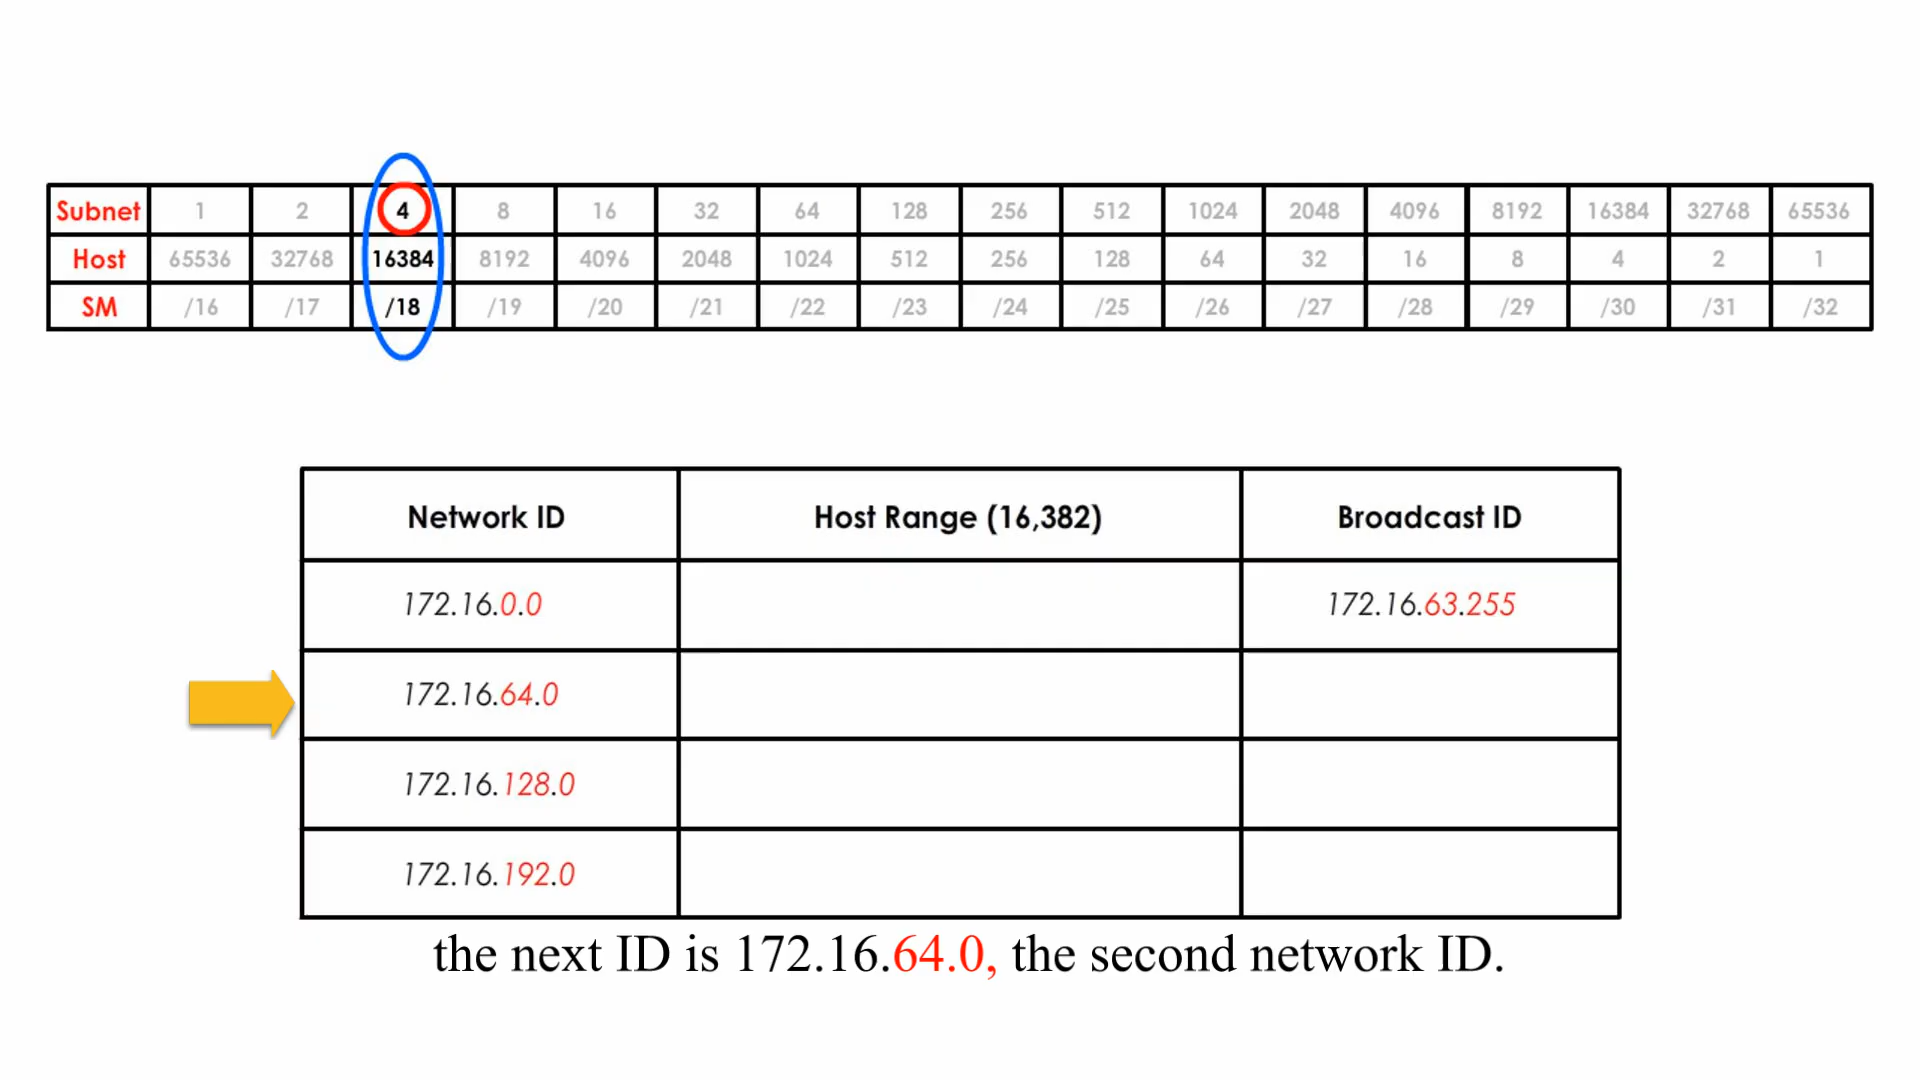 Subnet 1 2 4 8 16 32 64 128 256 512 1024 2048 4096 8192 16384 32768 65536
Host 65536 32768 16384 8192 4096 2048 1024 512 256 128 64 32 16 8 4 2 1
SM /16 /17 /18 /19 /20 /21 /22 /23 /24 /25 /26 /27 /28 /29 /30 /31 /32
Network ID Host Range (16,382) Broadcast ID
172.16.0.0 172.16.63.255
172.16.64.0
172.16.128.0
172.16.192.0
the next ID is 172.16.64.0, the second network ID.